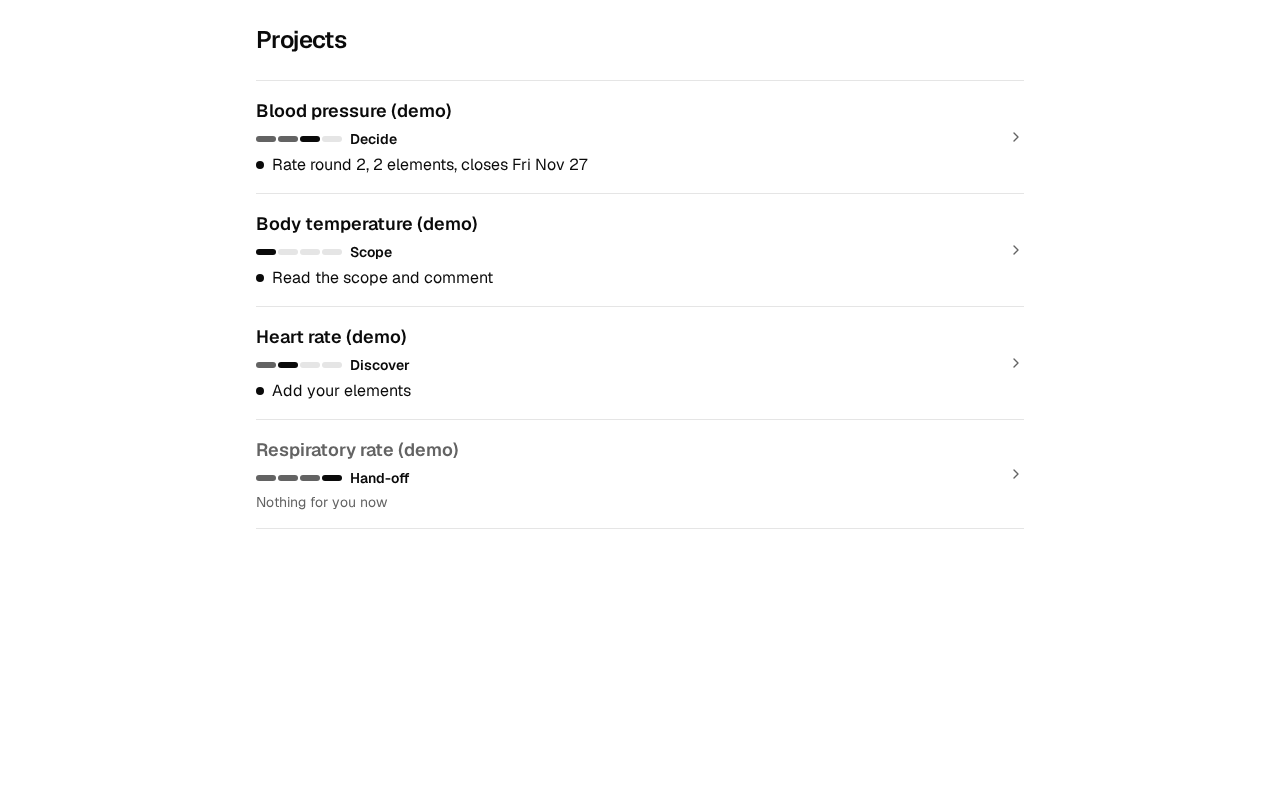 Projects
Blood pressure (demo)
Decide
Rate round 2, 2 elements, closes Fri Nov 27
Body temperature (demo)
Scope
Read the scope and comment
Heart rate (demo)
Discover
Add your elements
Respiratory rate (demo)
Hand-off
Nothing for you now